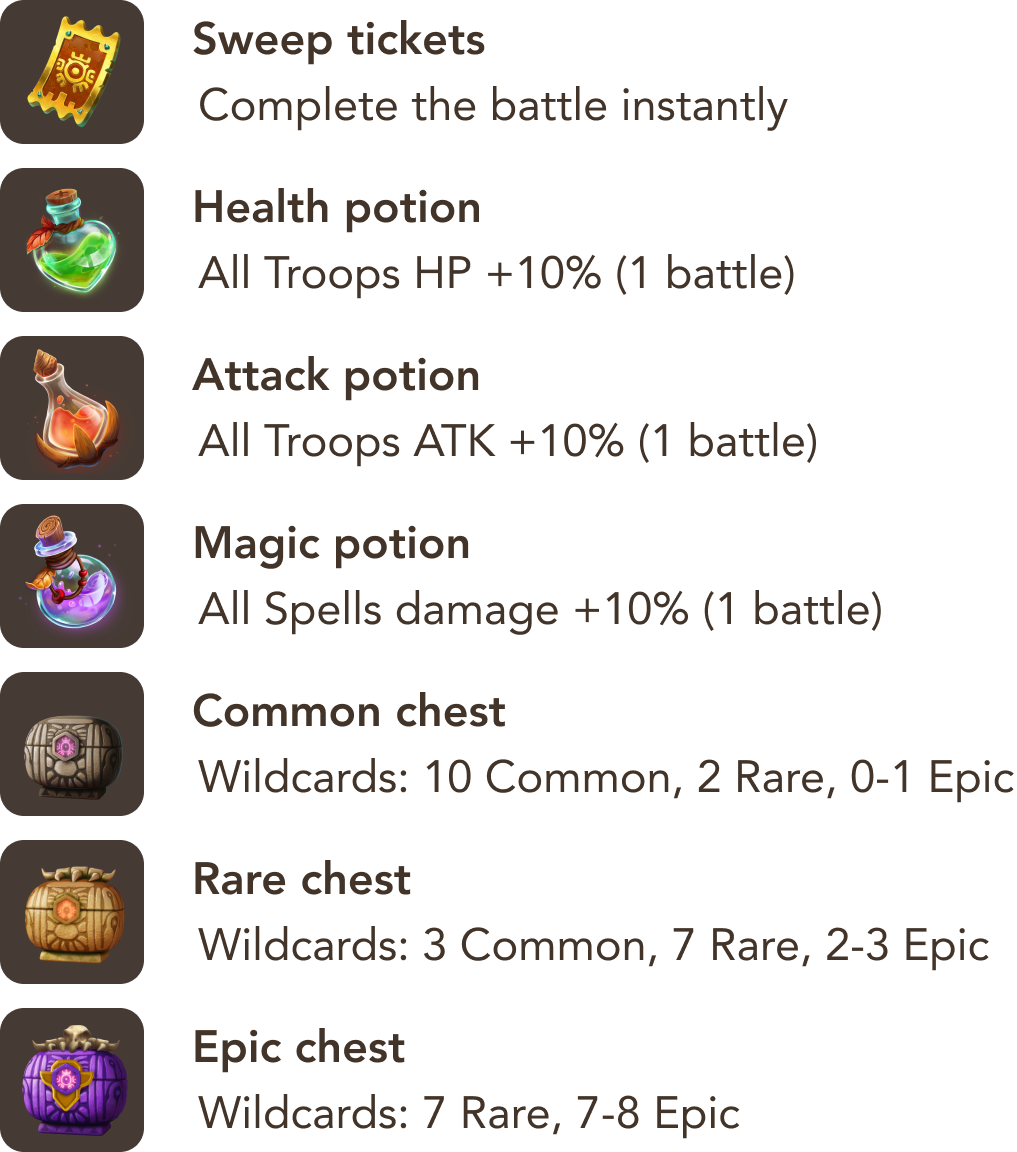 Sweep tickets
Complete the battle instantly
Health potion
All Troops HP +10% (1 battle)
Attack potion
All Troops ATK +10% (1 battle)
Magic potion
All Spells damage +10% (1 battle)
Common chest
Wildcards: 10 Common, 2 Rare, 0-1 Epic
Rare chest
Wildcards: 3 Common, 7 Rare, 2-3 Epic
Epic chest
Wildcards: 7 Rare, 7-8 Epic